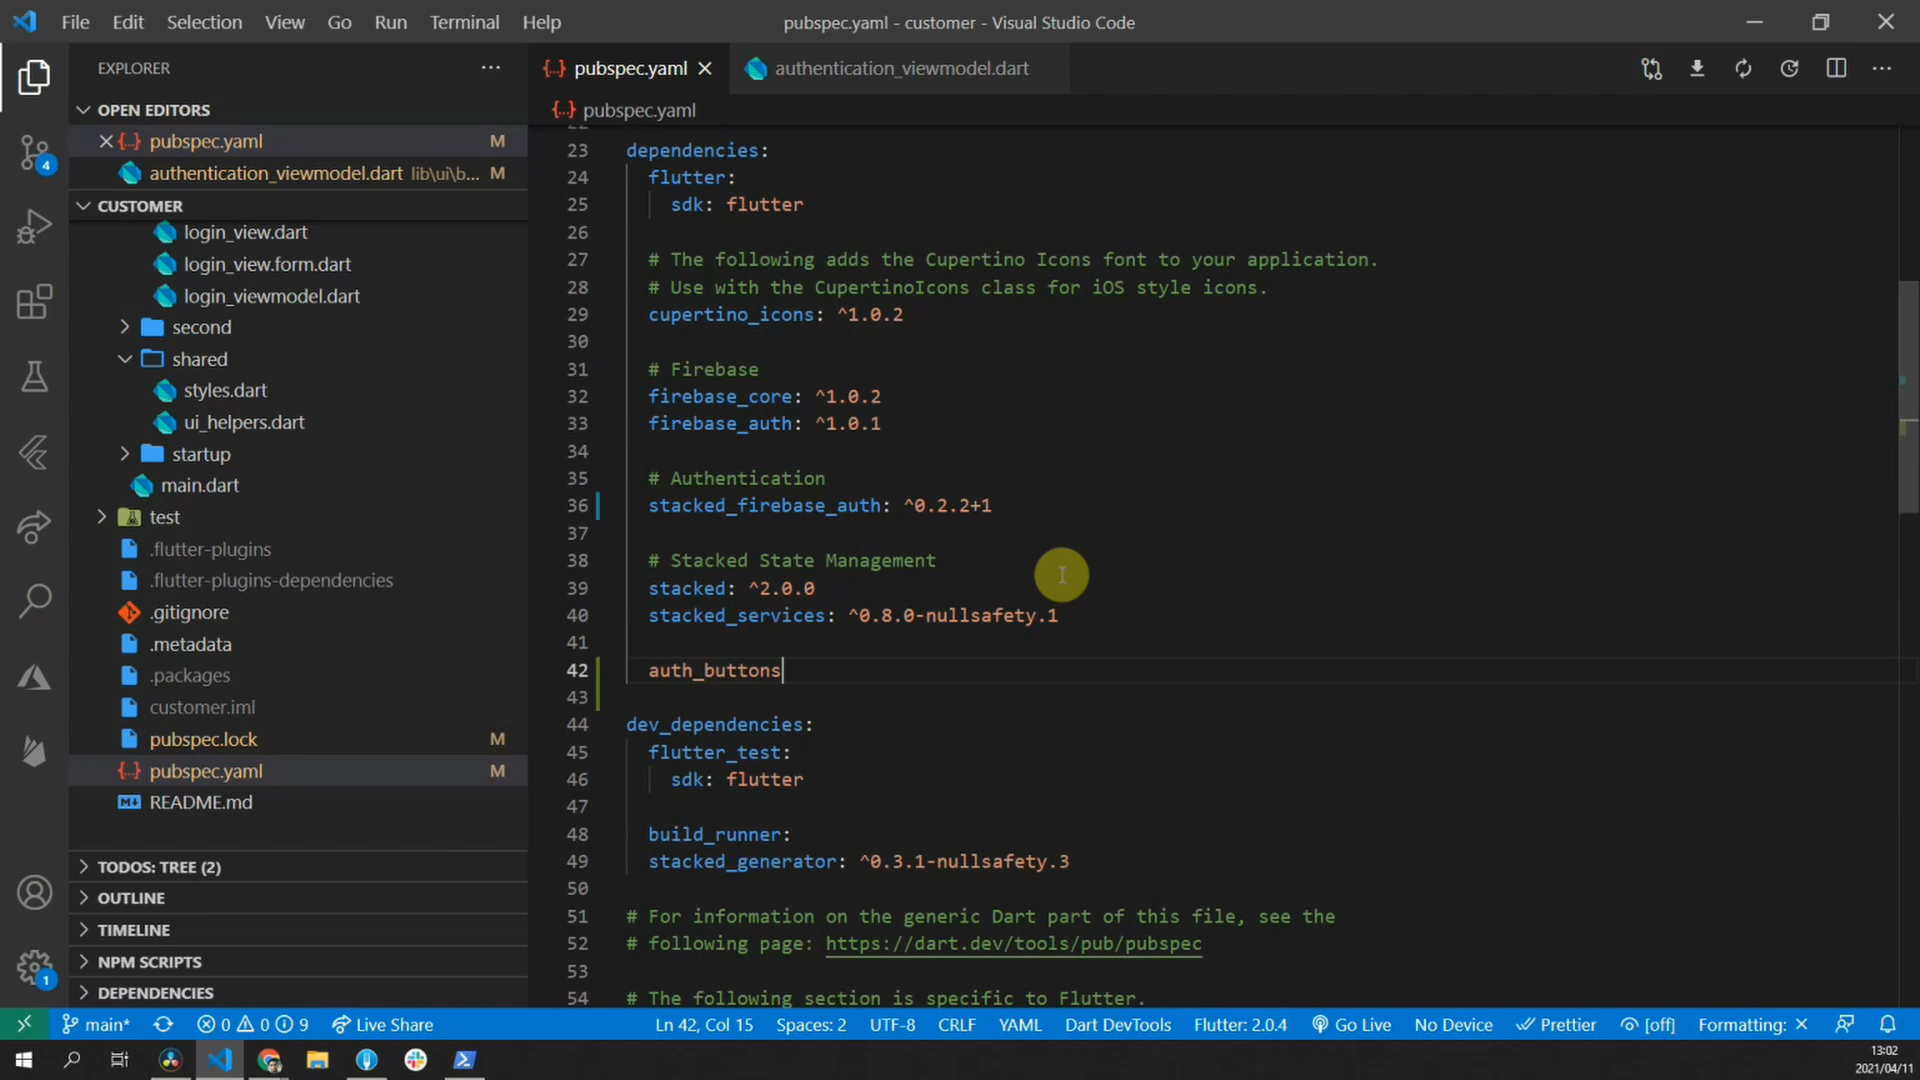 File Edit Selection View Go Run Terminal Help
pubspec.yaml - customer - Visual Studio Code
EXPLORER
OPEN EDITORS
pubspec.yaml M
authentication_viewmodel.dart lib\ui\b... M
CUSTOMER
login_view.dart
login_view.form.dart
login_viewmodel.dart
second
shared
styles.dart
ui_helpers.dart
startup
main.dart
test
.flutter-plugins
.flutter-plugins-dependencies
.gitignore
.metadata
.packages
customer.iml
pubspec.lock M
pubspec.yaml M
README.md
TODOS: TREE (2)
OUTLINE
TIMELINE
NPM SCRIPTS
DEPENDENCIES
4
1
pubspec.yaml authentication_viewmodel.dart
pubspec.yaml
22
23 dependencies:
24 flutter:
25 sdk: flutter
26
27 # The following adds the Cupertino Icons font to your application.
28 # Use with the CupertinoIcons class for iOS style icons.
29 cupertino_icons: ^1.0.2
30
31 # Firebase
32 firebase_core: ^1.0.2
33 firebase_auth: ^1.0.1
34
35 # Authentication
36 stacked_firebase_auth: ^0.2.2+1
37
38 # Stacked State Management
39 stacked: ^2.0.0
40 stacked_services: ^0.8.0-nullsafety.1
41
42 auth_buttons
43
44 dev_dependencies:
45 flutter_test:
46 sdk: flutter
47
48 build_runner:
49 stacked_generator: ^0.3.1-nullsafety.3
50
51 # For information on the generic Dart part of this file, see the
52 # following page: https://dart.dev/tools/pub/pubspec
53
54 # The following section is specific to Flutter.
main* 0 0 9 Live Share Ln 42, Col 15 Spaces: 2 UTF-8 CRLF YAML Dart DevTools Flutter: 2.0.4 Go Live No Device Prettier [off] Formatting: ×
13:02
2021/04/11